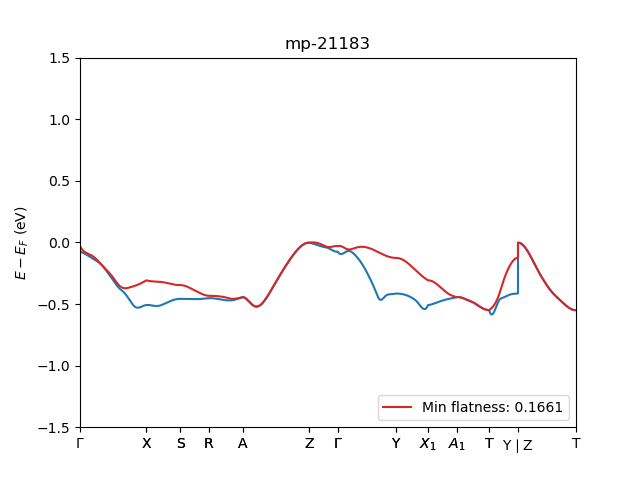 mp-21183
1.5
1.0
0.5
0.0
−0.5
−1.0
−1.5
E − E_F (eV)
Min flatness: 0.1661
Γ X S R A Z Γ Y X₁ A₁ T Y | Z T